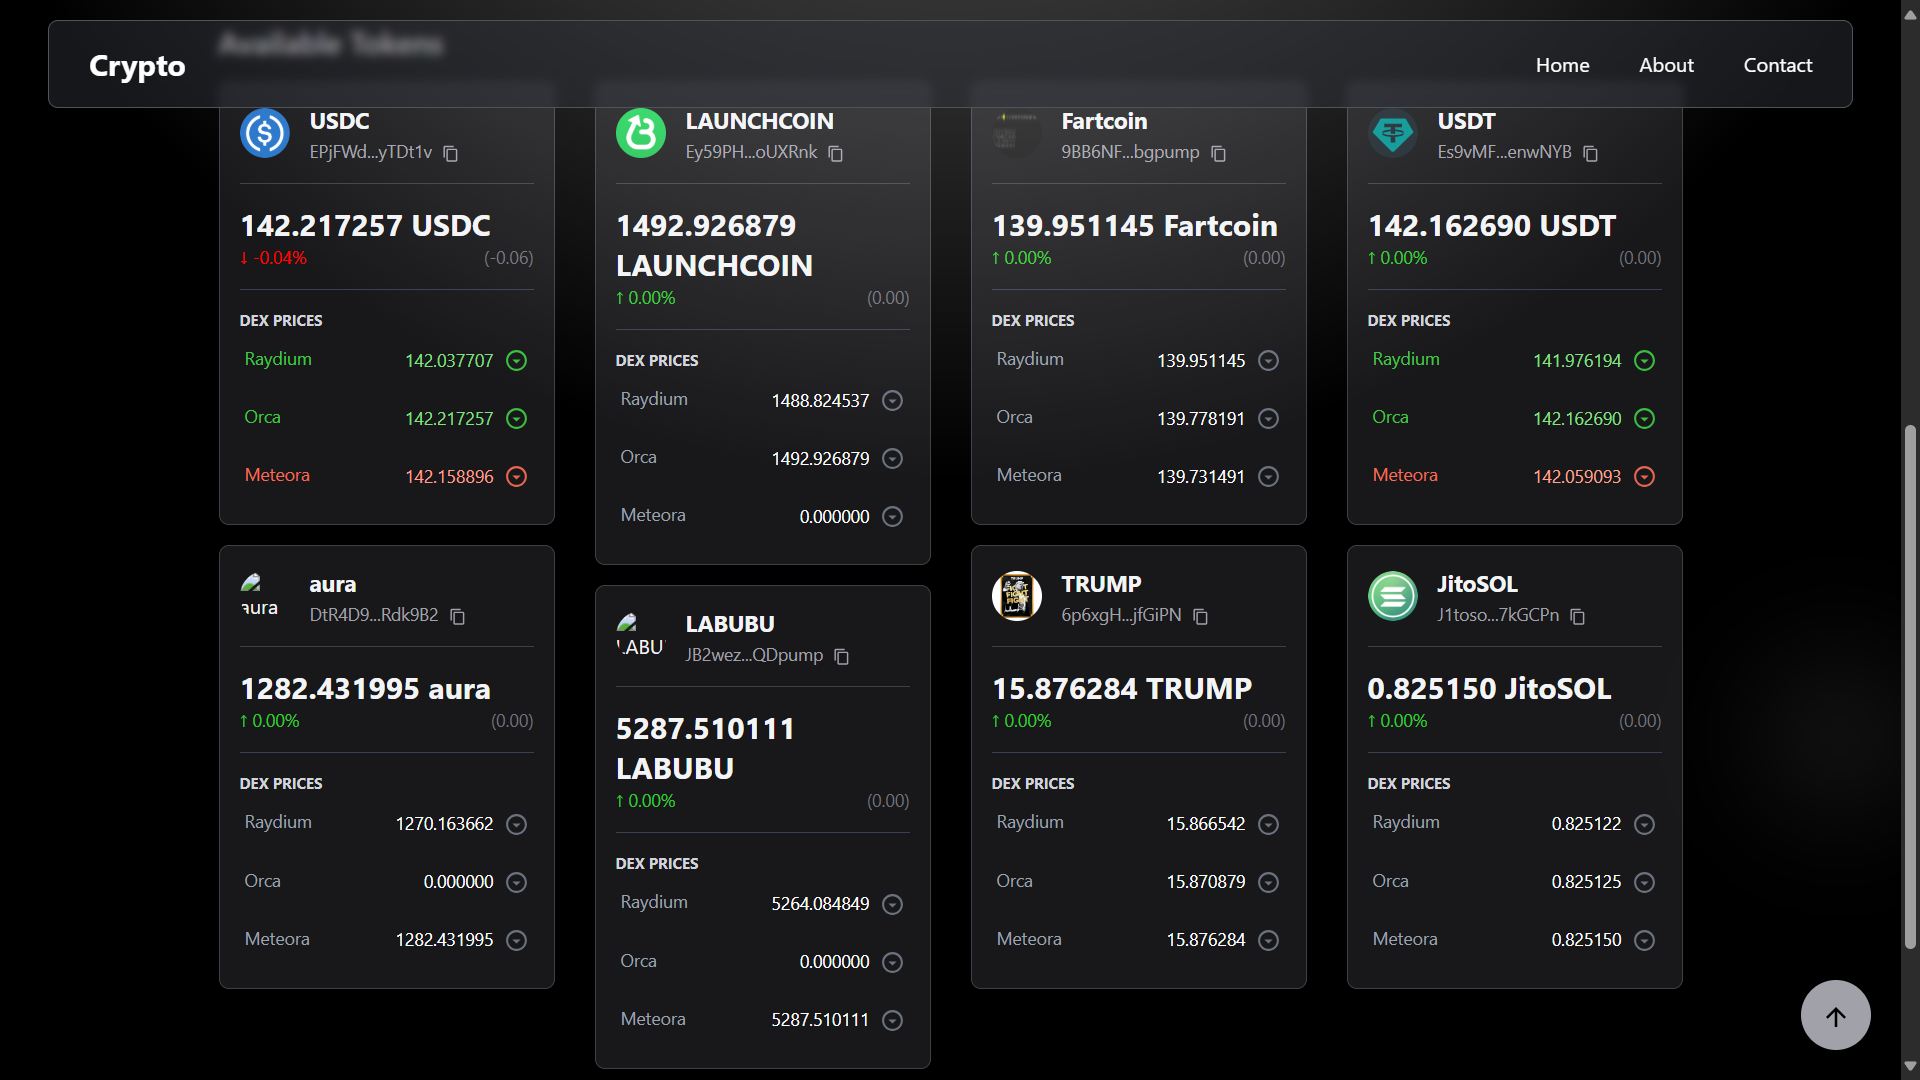 Available Tokens
Crypto
Home
About
Contact
USDC
EPjFWd...yTDt1v
142.217257 USDC
↓ -0.04%
(-0.06)
DEX PRICES
Raydium 142.037707
Orca 142.217257
Meteora 142.158896
LAUNCHCOIN
Ey59PH...oUXRnk
1492.926879
LAUNCHCOIN
↑ 0.00%
(0.00)
DEX PRICES
Raydium 1488.824537
Orca 1492.926879
Meteora 0.000000
Fartcoin
9BB6NF...bgpump
139.951145 Fartcoin
↑ 0.00%
(0.00)
DEX PRICES
Raydium 139.951145
Orca 139.778191
Meteora 139.731491
USDT
Es9vMF...enwNYB
142.162690 USDT
↑ 0.00%
(0.00)
DEX PRICES
Raydium 141.976194
Orca 142.162690
Meteora 142.059093
aura
aura
DtR4D9...Rdk9B2
1282.431995 aura
↑ 0.00%
(0.00)
DEX PRICES
Raydium 1270.163662
Orca 0.000000
Meteora 1282.431995
LABU
LABUBU
JB2wez...QDpump
5287.510111
LABUBU
↑ 0.00%
(0.00)
DEX PRICES
Raydium 5264.084849
Orca 0.000000
Meteora 5287.510111
TRUMP
6p6xgH...jfGiPN
15.876284 TRUMP
↑ 0.00%
(0.00)
DEX PRICES
Raydium 15.866542
Orca 15.870879
Meteora 15.876284
JitoSOL
J1toso...7kGCPn
0.825150 JitoSOL
↑ 0.00%
(0.00)
DEX PRICES
Raydium 0.825122
Orca 0.825125
Meteora 0.825150